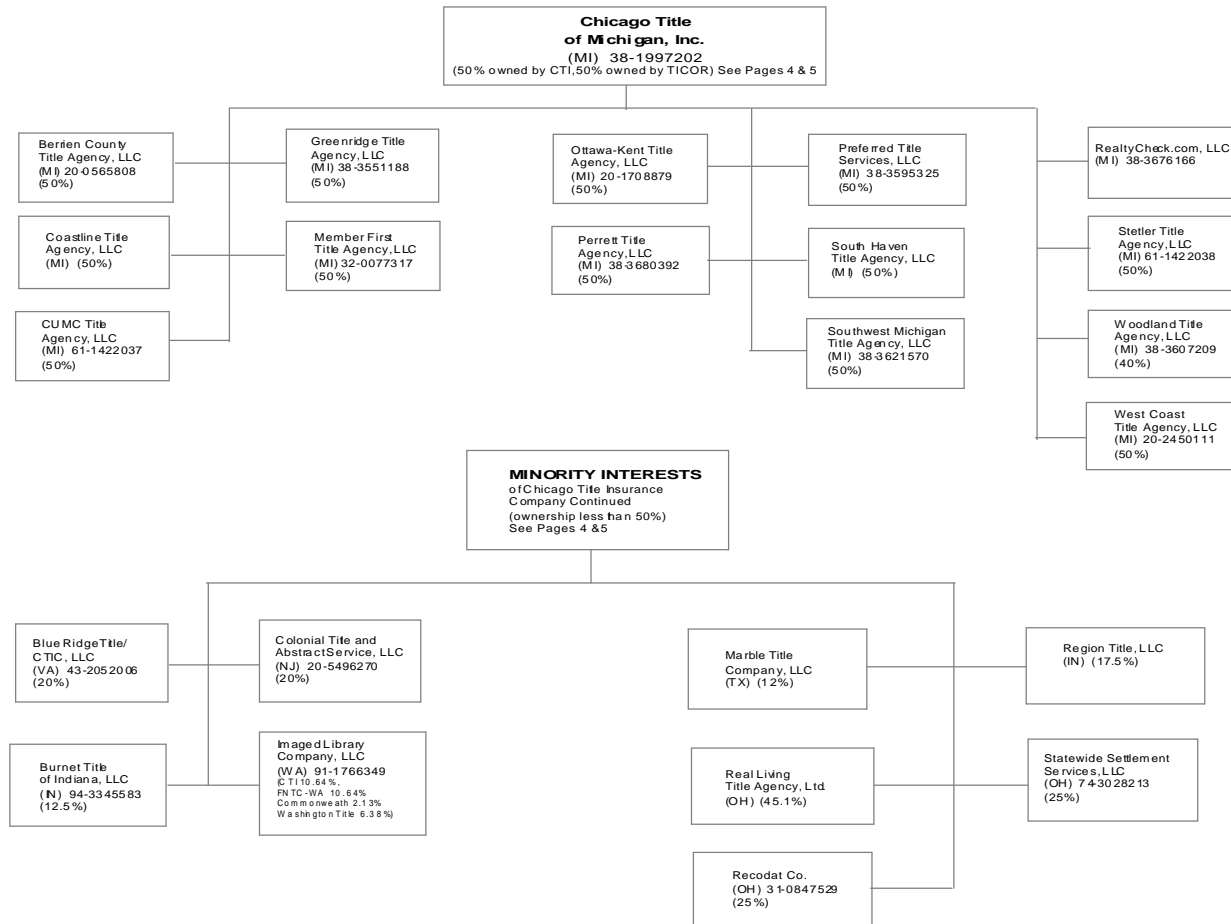 Chicago Title
of Michigan, Inc.
(MI) 38-1997202
(50% owned by CTI,50% owned by TICOR) See Pages 4 & 5
Berrien County
Title Agency, LLC
(MI) 20-0565808
(50%)
Greenridge Title
Agency, LLC
(MI) 38-3551188
(50%)
Ottawa-Kent Title
Agency, LLC
(MI) 20-1708879
(50%)
Preferred Title
Services, LLC
(MI) 38-3595325
(50%)
RealtyCheck.com, LLC
(MI) 38-3676166
Coastline Title
Agency, LLC
(MI) (50%)
Member First
Title Agency, LLC
(MI) 32-0077317
(50%)
Perrett Title
Agency, LLC
(MI) 38-3680392
(50%)
South Haven
Title Agency, LLC
(MI) (50%)
Stetler Title
Agency, LLC
(MI) 61-1422038
(50%)
CUMC Title
Agency, LLC
(MI) 61-1422037
(50%)
Southwest Michigan
Title Agency, LLC
(MI) 38-3621570
(50%)
Woodland Title
Agency, LLC
(MI) 38-3607209
(40%)
West Coast
Title Agency, LLC
(MI) 20-2450111
(50%)
MINORITY INTERESTS
of Chicago Title Insurance
Company Continued
(ownership less than 50%)
See Pages 4 & 5
Blue Ridge Title/
CTIC, LLC
(VA) 43-2052006
(20%)
Colonial Title and
Abstract Service, LLC
(NJ) 20-5496270
(20%)
Marble Title
Company, LLC
(TX) (12%)
Region Title, LLC
(IN) (17.5%)
Burnet Title
of Indiana, LLC
(IN) 94-3345583
(12.5%)
Imaged Library
Company, LLC
(WA) 91-1766349
(CTI 10.64%,
FNTC-WA 10.64%
Commonwealth 2.13%
Washington Title 6.38%)
Real Living
Title Agency, Ltd.
(OH) (45.1%)
Statewide Settlement
Services, LLC
(OH) 74-3028213
(25%)
Recodat Co.
(OH) 31-0847529
(25%)